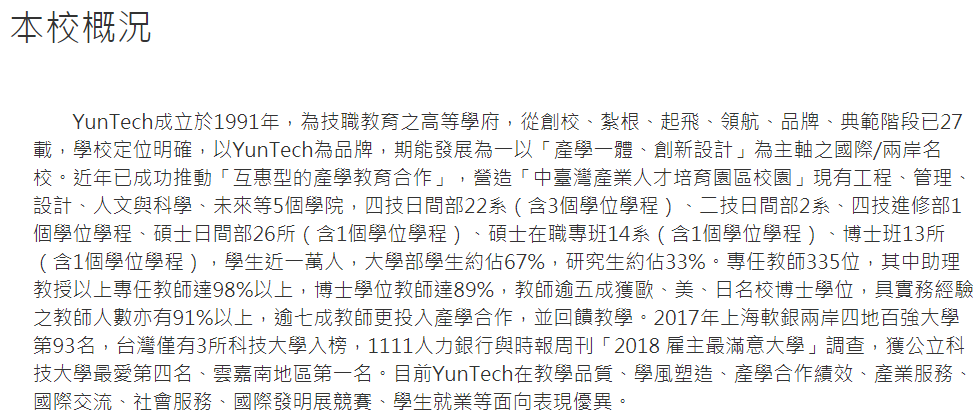 本校概況
YunTech成立於1991年，為技職教育之高等學府，從創校、紮根、起飛、領航、品牌、典範階段已27
載，學校定位明確，以YunTech為品牌，期能發展為一以「產學一體、創新設計」為主軸之國際/兩岸名
校。近年已成功推動「互惠型的產學教育合作」，營造「中臺灣產業人才培育園區校園」現有工程、管理、
設計、人文與科學、未來等5個學院，四技日間部22系（含3個學位學程）、二技日間部2系、四技進修部1
個學位學程、碩士日間部26所（含1個學位學程）、碩士在職專班14系（含1個學位學程）、博士班13所
（含1個學位學程），學生近一萬人，大學部學生約佔67%，研究生約佔33%。專任教師335位，其中助理
教授以上專任教師達98%以上，博士學位教師達89%，教師逾五成獲歐、美、日名校博士學位，具實務經驗
之教師人數亦有91%以上，逾七成教師更投入產學合作，並回饋教學。2017年上海軟銀兩岸四地百強大學
第93名，台灣僅有3所科技大學入榜，1111人力銀行與時報周刊「2018 雇主最滿意大學」調查，獲公立科
技大學最愛第四名、雲嘉南地區第一名。目前YunTech在教學品質、學風塑造、產學合作績效、產業服務、
國際交流、社會服務、國際發明展競賽、學生就業等面向表現優異。